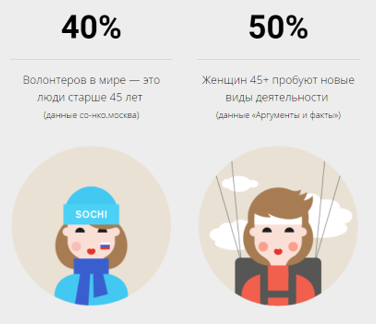 40%
Волонтеров в мире — это
люди старше 45 лет
(данные со-нко.москва)
50%
Женщин 45+ пробуют новые
виды деятельности
(данные «Аргументы и факты»)
SOCHI